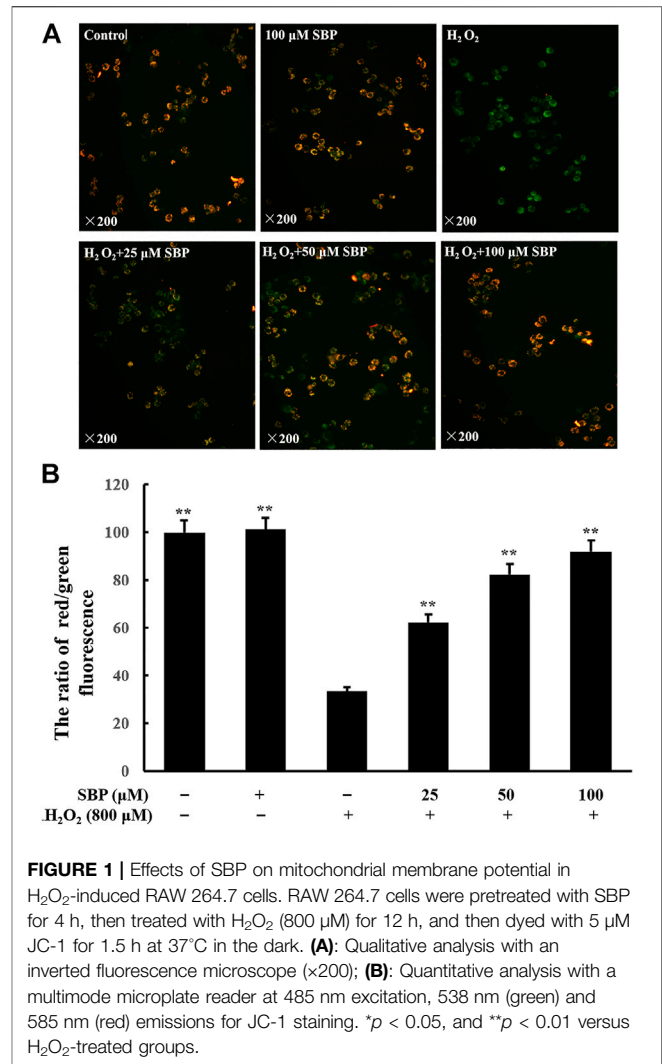 A
Control
100 μM SBP
H2O2
×200
×200
×200
H2O2+25 μM SBP
H2O2+50 μM SBP
H2O2+100 μM SBP
×200
×200
×200
B
The ratio of red/green
fluorescence
120
100
80
60
40
20
0
** ** ** ** **
SBP (μM) – + – 25 50 100
H2O2 (800 μM) – – + + + +
FIGURE 1 | Effects of SBP on mitochondrial membrane potential in
H2O2-induced RAW 264.7 cells. RAW 264.7 cells were pretreated with SBP
for 4 h, then treated with H2O2 (800 μM) for 12 h, and then dyed with 5 μM
JC-1 for 1.5 h at 37°C in the dark. (A): Qualitative analysis with an
inverted fluorescence microscope (×200); (B): Quantitative analysis with a
multimode microplate reader at 485 nm excitation, 538 nm (green) and
585 nm (red) emissions for JC-1 staining. *p < 0.05, and **p < 0.01 versus
H2O2-treated groups.